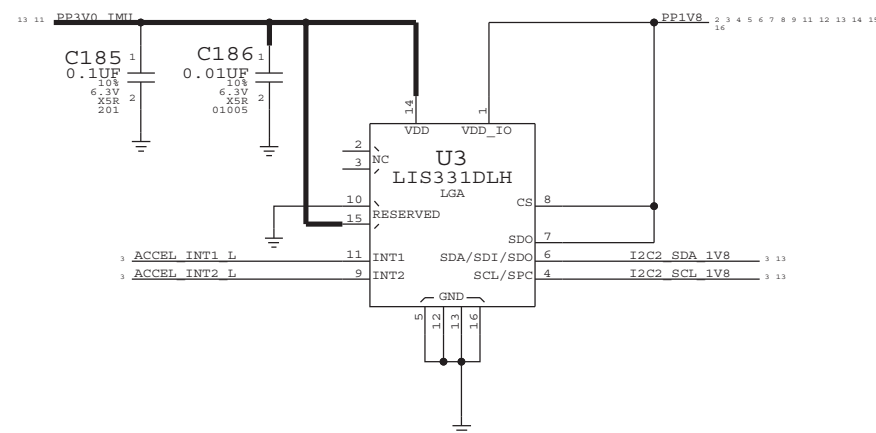 13 11 PP3V0_IMU
PP1V8 2 3 4 5 6 7 8 9 11 12 13 14 15
16
C185 1
0.1UF
10%
6.3V
X5R 2
201
C186 1
0.01UF
10%
6.3V
X5R 2
01005
14
1
VDD VDD_IO
2
3
NC
U3
LIS331DLH
LGA
10
15
RESERVED
CS 8
SDO 7
3 ACCEL_INT1_L 11 INT1
SDA/SDI/SDO 6 I2C2_SDA_1V8 3 13
3 ACCEL_INT2_L 9 INT2
SCL/SPC 4 I2C2_SCL_1V8 3 13
GND
5
12
13
16